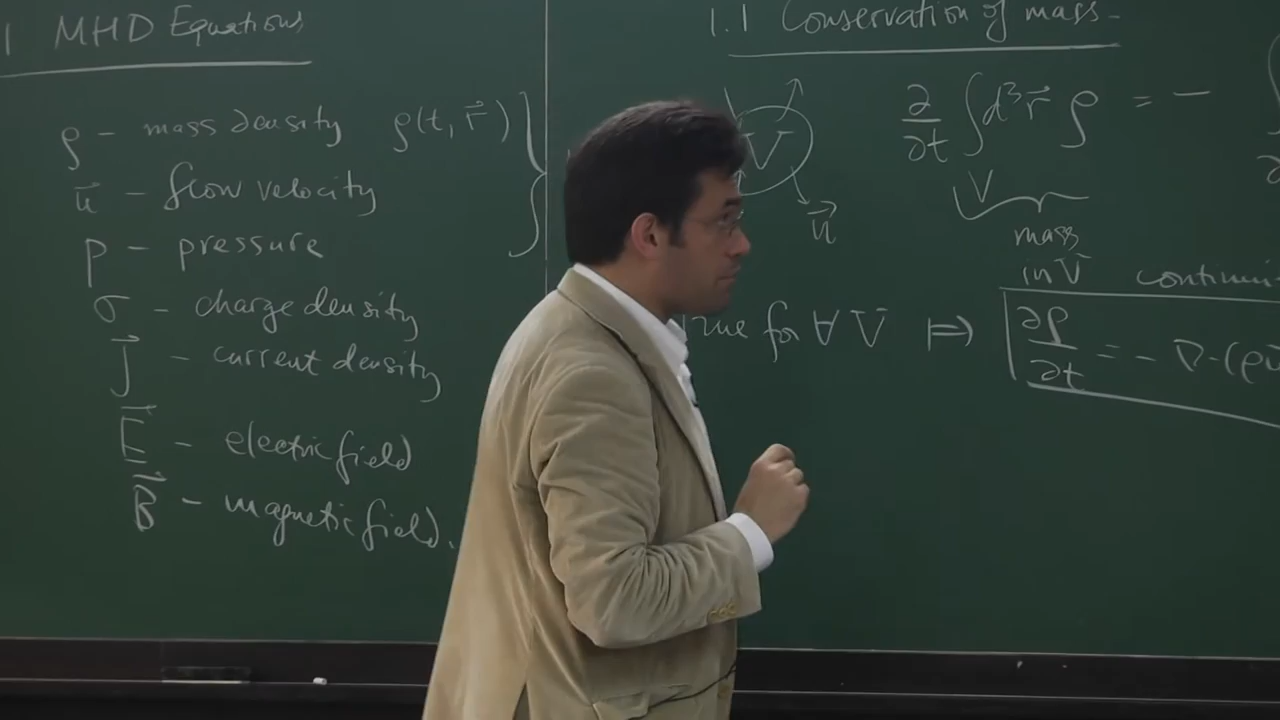 1 MHD Equations
ρ – mass density ρ(t, r⃗)
u⃗ – flow velocity
p – pressure
σ – charge density
j⃗ – current density
E⃗ – electric field
B⃗ – magnetic field.
1.1 Conservation of mass
V
u⃗
∂/∂t ∫ d³r⃗ ρ = –
V
mass
in V
true for ∀ V ⟹
∂ρ/∂t = – ∇·(ρu⃗